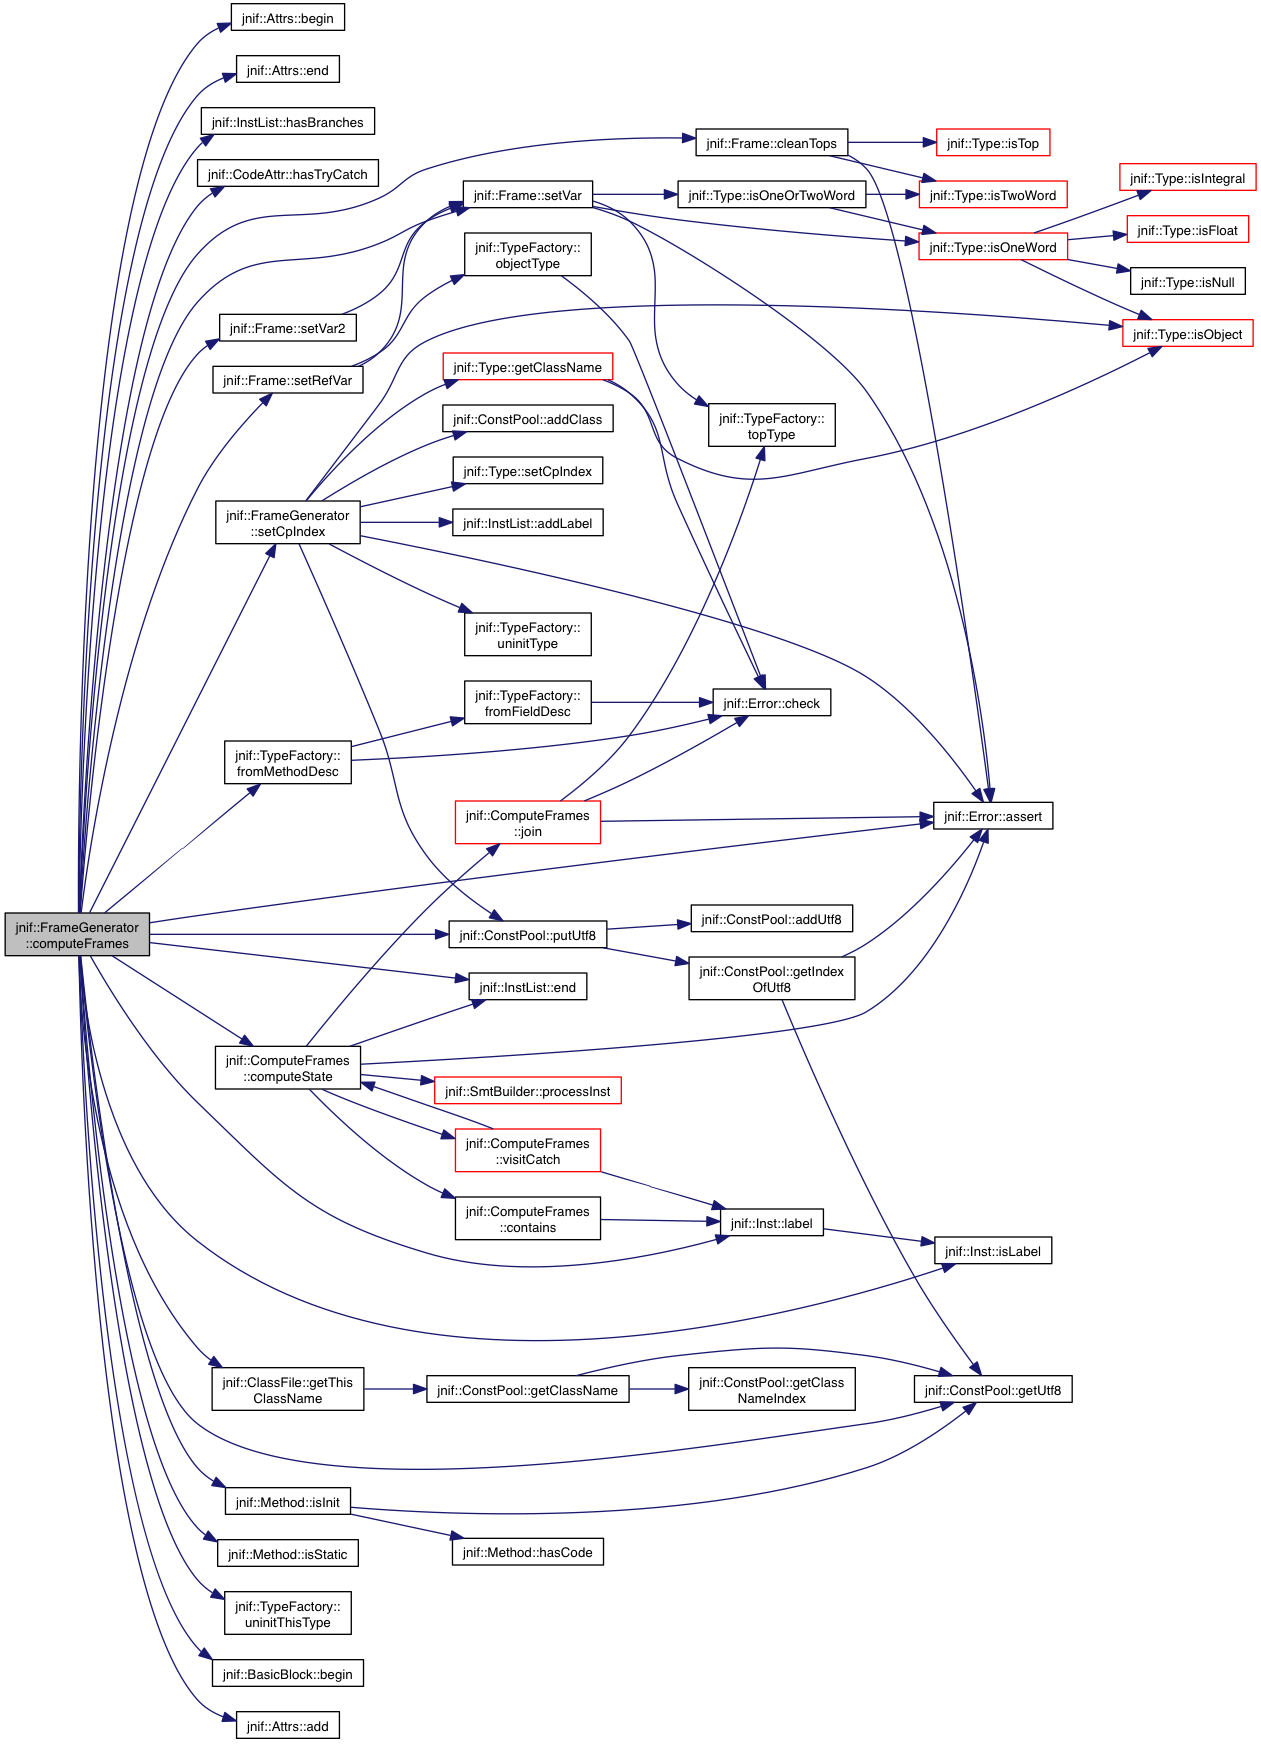 jnif::Attrs::begin
jnif::Attrs::end
jnif::InstList::hasBranches
jnif::CodeAttr::hasTryCatch
jnif::Frame::cleanTops
jnif::Type::isTop
jnif::Type::isIntegral
jnif::Frame::setVar
jnif::Type::isOneOrTwoWord
jnif::Type::isTwoWord
jnif::Type::isFloat
jnif::TypeFactory::
objectType
jnif::Type::isOneWord
jnif::Type::isNull
jnif::Frame::setVar2
jnif::Type::isObject
jnif::Frame::setRefVar
jnif::Type::getClassName
jnif::ConstPool::addClass
jnif::TypeFactory::
topType
jnif::Type::setCpIndex
jnif::FrameGenerator
::setCpIndex
jnif::InstList::addLabel
jnif::TypeFactory::
uninitType
jnif::TypeFactory::
fromFieldDesc
jnif::Error::check
jnif::TypeFactory::
fromMethodDesc
jnif::ComputeFrames
::join
jnif::Error::assert
jnif::FrameGenerator
::computeFrames
jnif::ConstPool::putUtf8
jnif::ConstPool::addUtf8
jnif::ConstPool::getIndex
OfUtf8
jnif::InstList::end
jnif::ComputeFrames
::computeState
jnif::SmtBuilder::processInst
jnif::ComputeFrames
::visitCatch
jnif::ComputeFrames
::contains
jnif::Inst::label
jnif::Inst::isLabel
jnif::ClassFile::getThis
ClassName
jnif::ConstPool::getClassName
jnif::ConstPool::getClass
NameIndex
jnif::ConstPool::getUtf8
jnif::Method::isInit
jnif::Method::hasCode
jnif::Method::isStatic
jnif::TypeFactory::
uninitThisType
jnif::BasicBlock::begin
jnif::Attrs::add